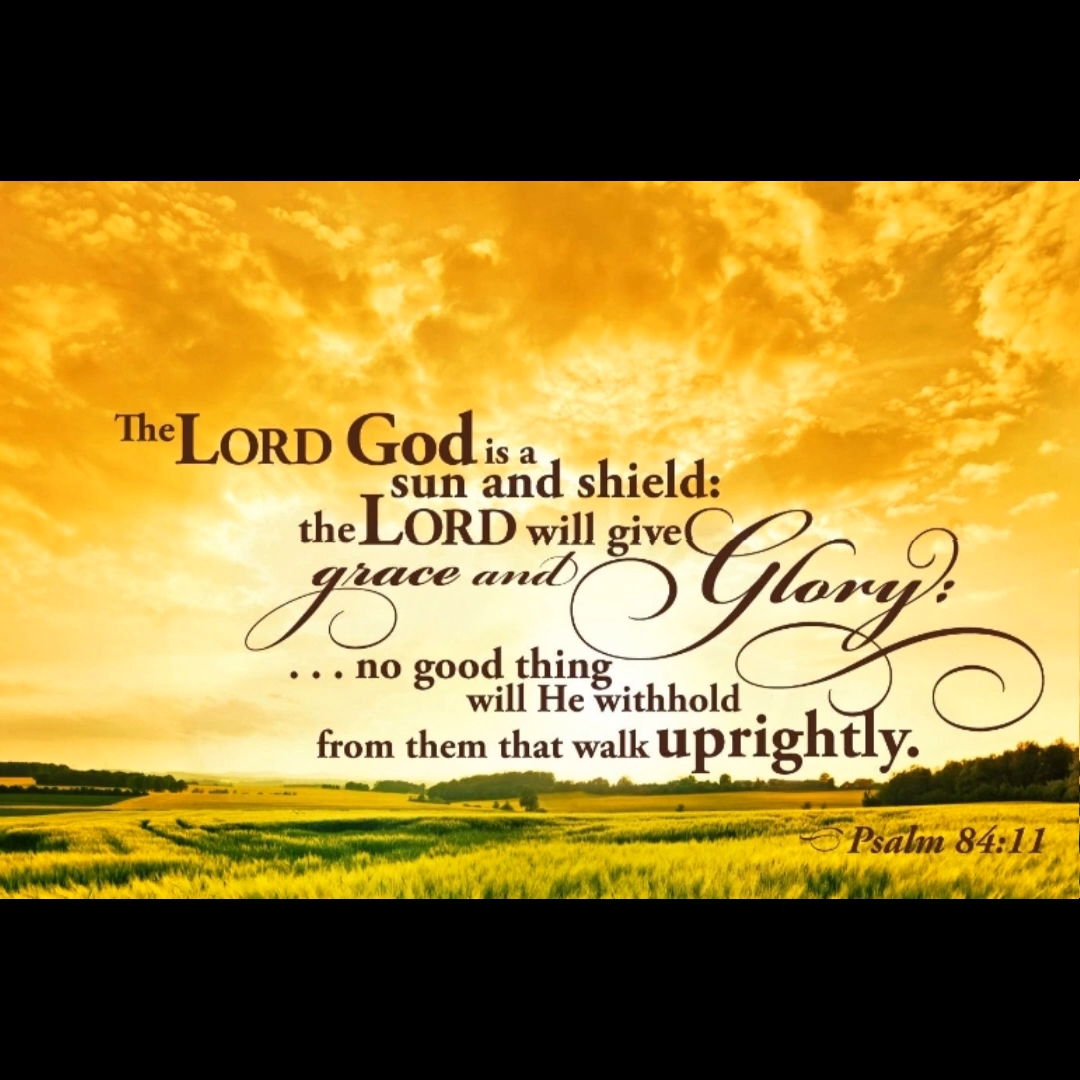 The LORD God is a
sun and shield:
the LORD will give
grace and Glory:
. . . no good thing
will He withhold
from them that walk uprightly.
Psalm 84:11